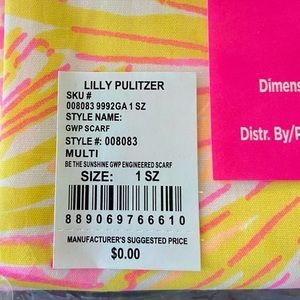 LILLY PULITZER
SKU #
008083 9992GA 1 SZ
STYLE NAME:
GWP SCARF
STYLE #: 008083
MULTI
BE THE SUNSHINE GWP ENGINEERED SCARF
SIZE: 1 SZ
889069766610
MANUFACTURER'S SUGGESTED PRICE
$0.00
Dimens
Distr. By/P